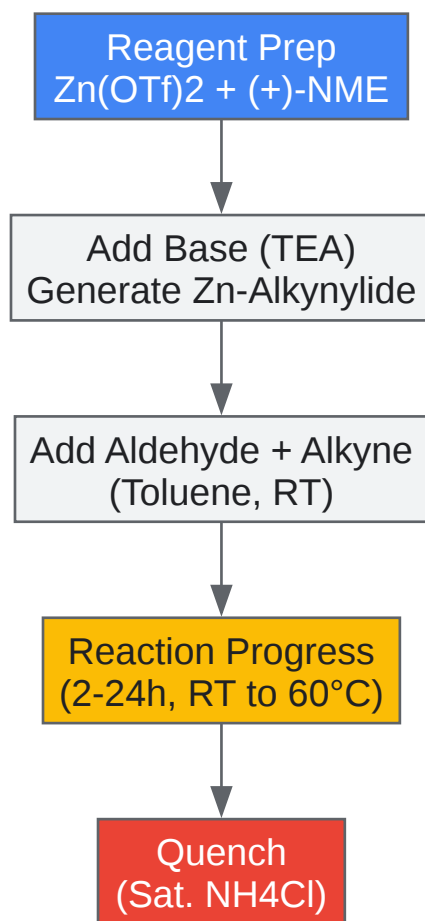 Reagent Prep
Zn(OTf)2 + (+)-NME
Add Base (TEA)
Generate Zn-Alkynylide
Add Aldehyde + Alkyne
(Toluene, RT)
Reaction Progress
(2-24h, RT to 60°C)
Quench
(Sat. NH4Cl)